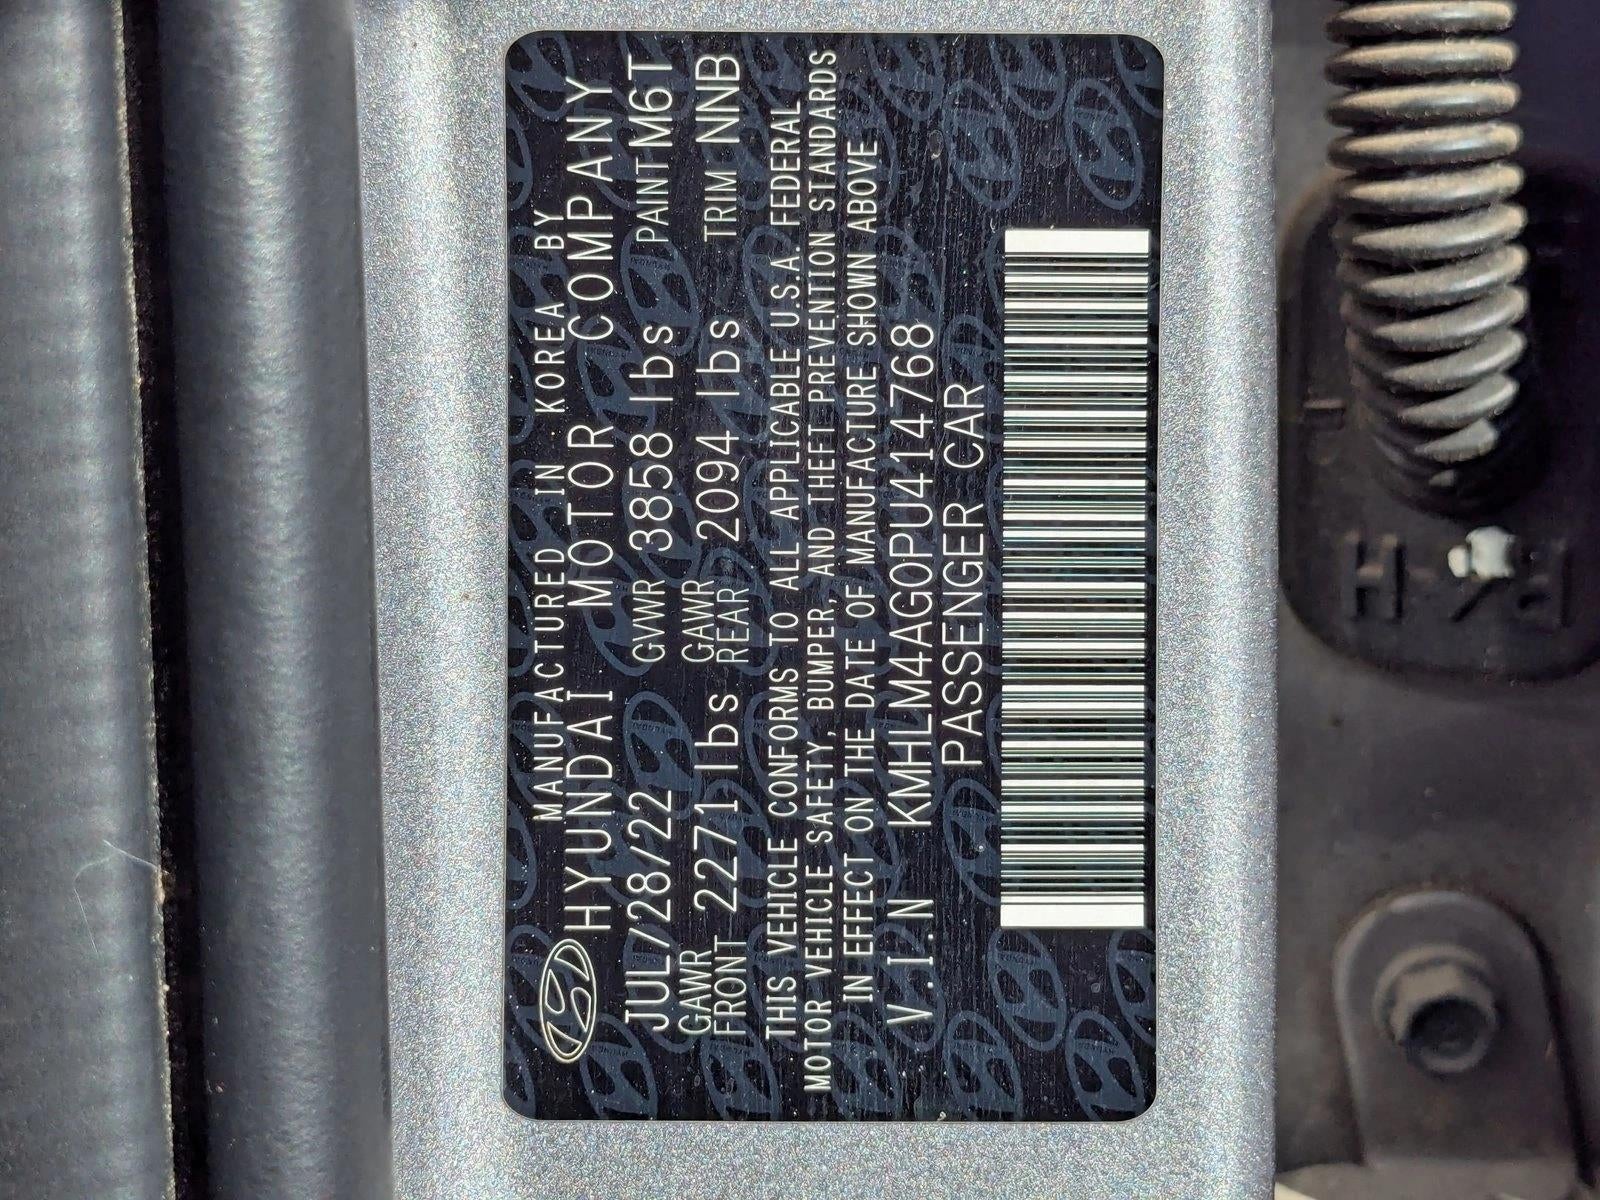 MANUFACTURED IN KOREA BY
HYUNDAI MOTOR COMPANY
JUL/28/22 GVWR 3858 lbs PAINT M6T
GAWR FRONT 2271 lbs GAWR REAR 2094 lbs TRIM NNB
THIS VEHICLE CONFORMS TO ALL APPLICABLE U.S.A. FEDERAL
MOTOR VEHICLE SAFETY, BUMPER, AND THEFT PREVENTION STANDARDS
IN EFFECT ON THE DATE OF MANUFACTURE SHOWN ABOVE
V.I.N KMHLM4AG0PU414768
PASSENGER CAR